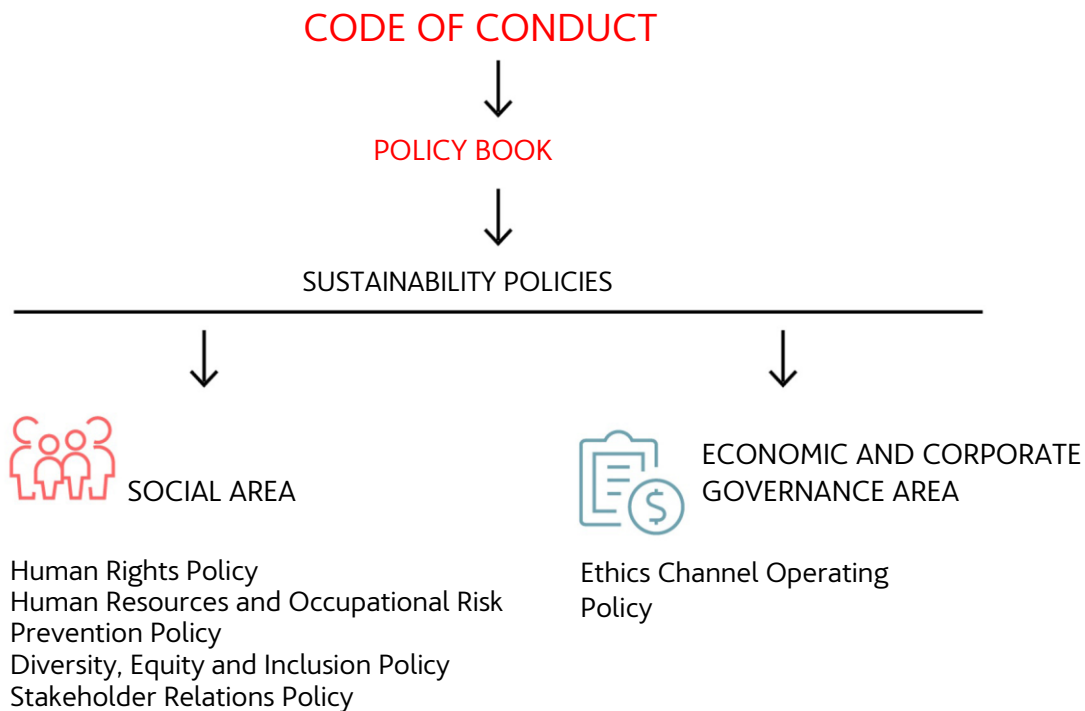 CODE OF CONDUCT
POLICY BOOK
SUSTAINABILITY POLICIES
SOCIAL AREA
Human Rights Policy
Human Resources and Occupational Risk
Prevention Policy
Diversity, Equity and Inclusion Policy
Stakeholder Relations Policy
ECONOMIC AND CORPORATE
GOVERNANCE AREA
$
Ethics Channel Operating
Policy